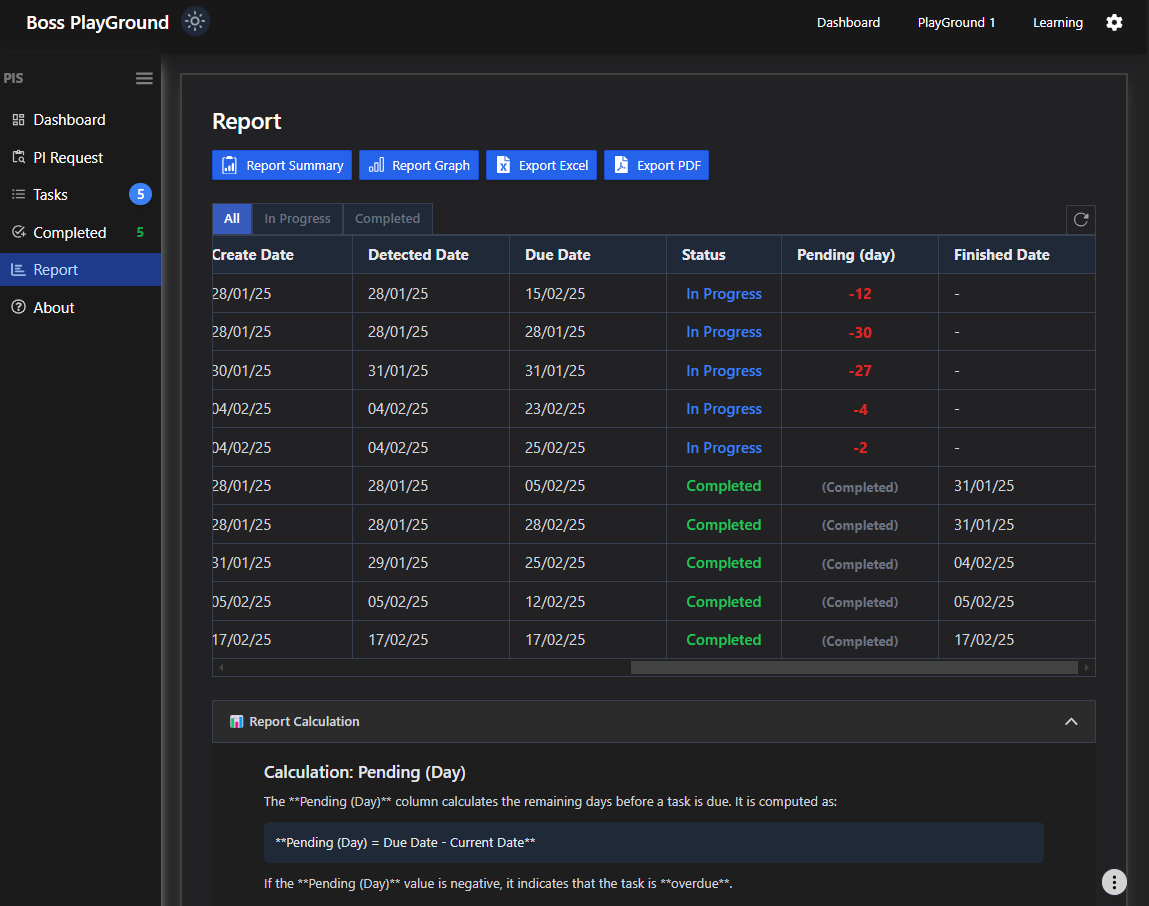 Boss PlayGround
Dashboard PlayGround 1 Learning
PIS
Dashboard
PI Request
Tasks 5
Completed 5
Report
About
Report
Report Summary Report Graph Export Excel Export PDF
All In Progress Completed
Create Date Detected Date Due Date Status Pending (day) Finished Date
28/01/25 28/01/25 15/02/25 In Progress -12 -
28/01/25 28/01/25 28/01/25 In Progress -30 -
30/01/25 31/01/25 31/01/25 In Progress -27 -
04/02/25 04/02/25 23/02/25 In Progress -4 -
04/02/25 04/02/25 25/02/25 In Progress -2 -
28/01/25 28/01/25 05/02/25 Completed (Completed) 31/01/25
28/01/25 28/01/25 28/02/25 Completed (Completed) 31/01/25
31/01/25 29/01/25 25/02/25 Completed (Completed) 04/02/25
05/02/25 05/02/25 12/02/25 Completed (Completed) 05/02/25
17/02/25 17/02/25 17/02/25 Completed (Completed) 17/02/25
Report Calculation
Calculation: Pending (Day)
The **Pending (Day)** column calculates the remaining days before a task is due. It is computed as:
**Pending (Day) = Due Date - Current Date**
If the **Pending (Day)** value is negative, it indicates that the task is **overdue**.